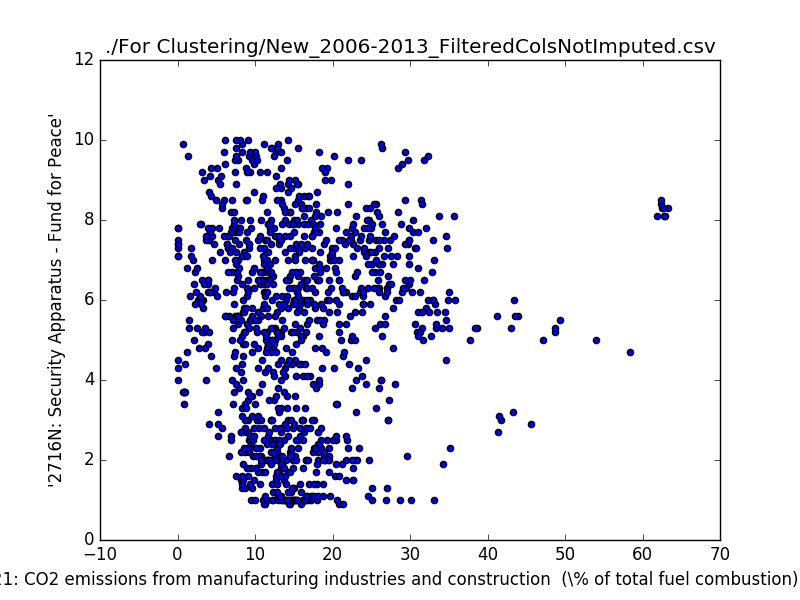 ./For Clustering/New_2006-2013_FilteredColsNotImputed.csv
'2716N: Security Apparatus - Fund for Peace'
12
10
8
6
4
2
0
−10 0 10 20 30 40 50 60 70
21: CO2 emissions from manufacturing industries and construction (\% of total fuel combustion)